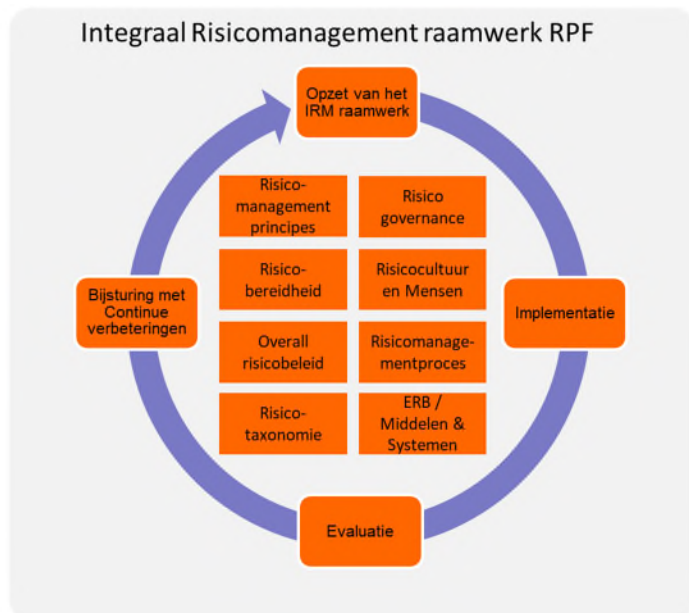 Integraal Risicomanagement raamwerk RPF
Opzet van het
IRM raamwerk
Risico-
management
principes
Risico
governance
Risico-
bereidheid
Risicocultuur
en Mensen
Bijsturing met
Continue
verbeteringen
Implementatie
Overall
risicobeleid
Risicomanage-
mentproces
Risico-
taxonomie
ERB /
Middelen &
Systemen
Evaluatie